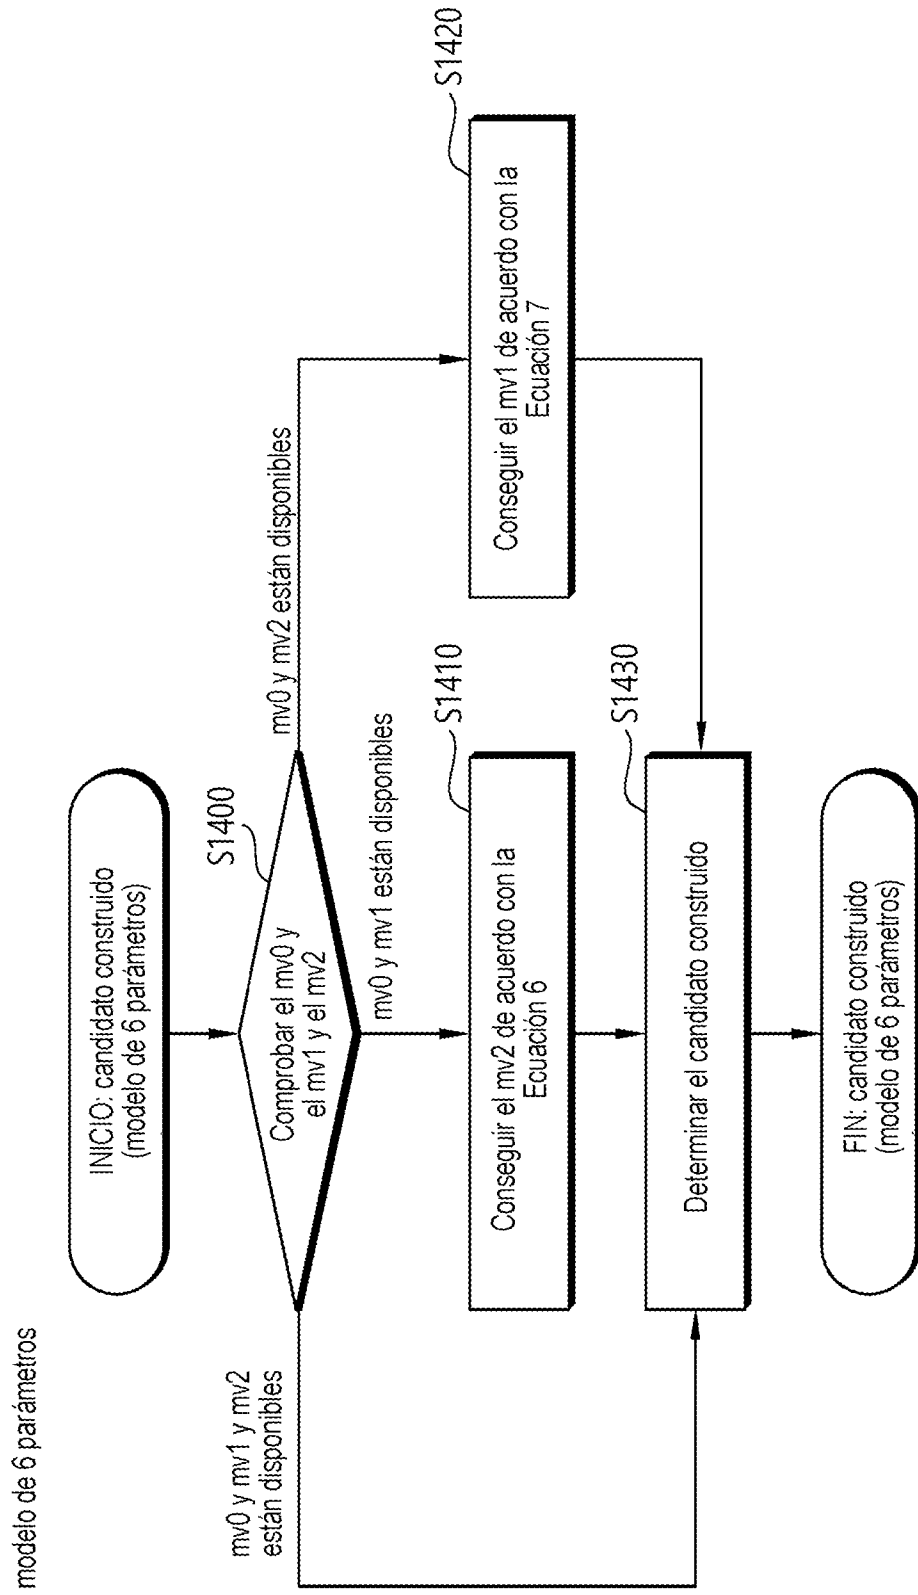 modelo de 6 parámetros
INICIO: candidato construido
(modelo de 6 parámetros)
S1400
Comprobar el mv0 y
el mv1 y el mv2
mv0 y mv1 y mv2
están disponibles
mv0 y mv1 están disponibles
mv0 y mv2 están disponibles
S1410
Conseguir el mv2 de acuerdo con la
Ecuación 6
S1420
Conseguir el mv1 de acuerdo con la
Ecuación 7
S1430
Determinar el candidato construido
FIN: candidato construido
(modelo de 6 parámetros)